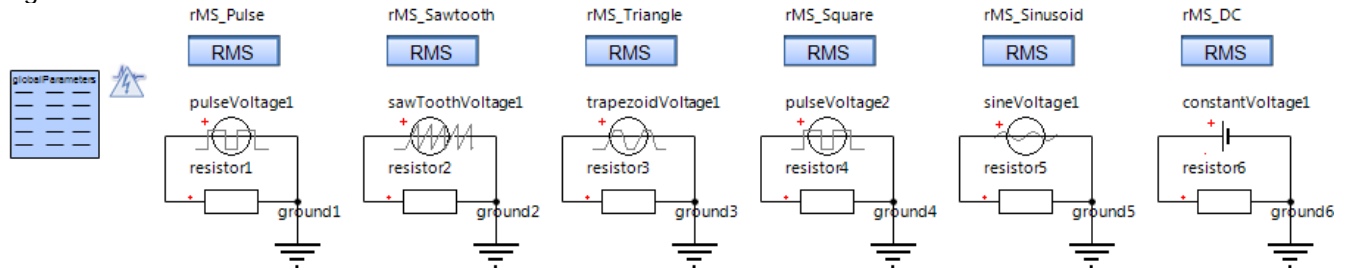 rMS_Pulse rMS_Sawtooth rMS_Triangle rMS_Square rMS_Sinusoid rMS_DC
RMS RMS RMS RMS RMS RMS
globalParameters
pulseVoltage1 sawToothVoltage1 trapezoidVoltage1 pulseVoltage2 sineVoltage1 constantVoltage1
resistor1 resistor2 resistor3 resistor4 resistor5 resistor6
ground1 ground2 ground3 ground4 ground5 ground6